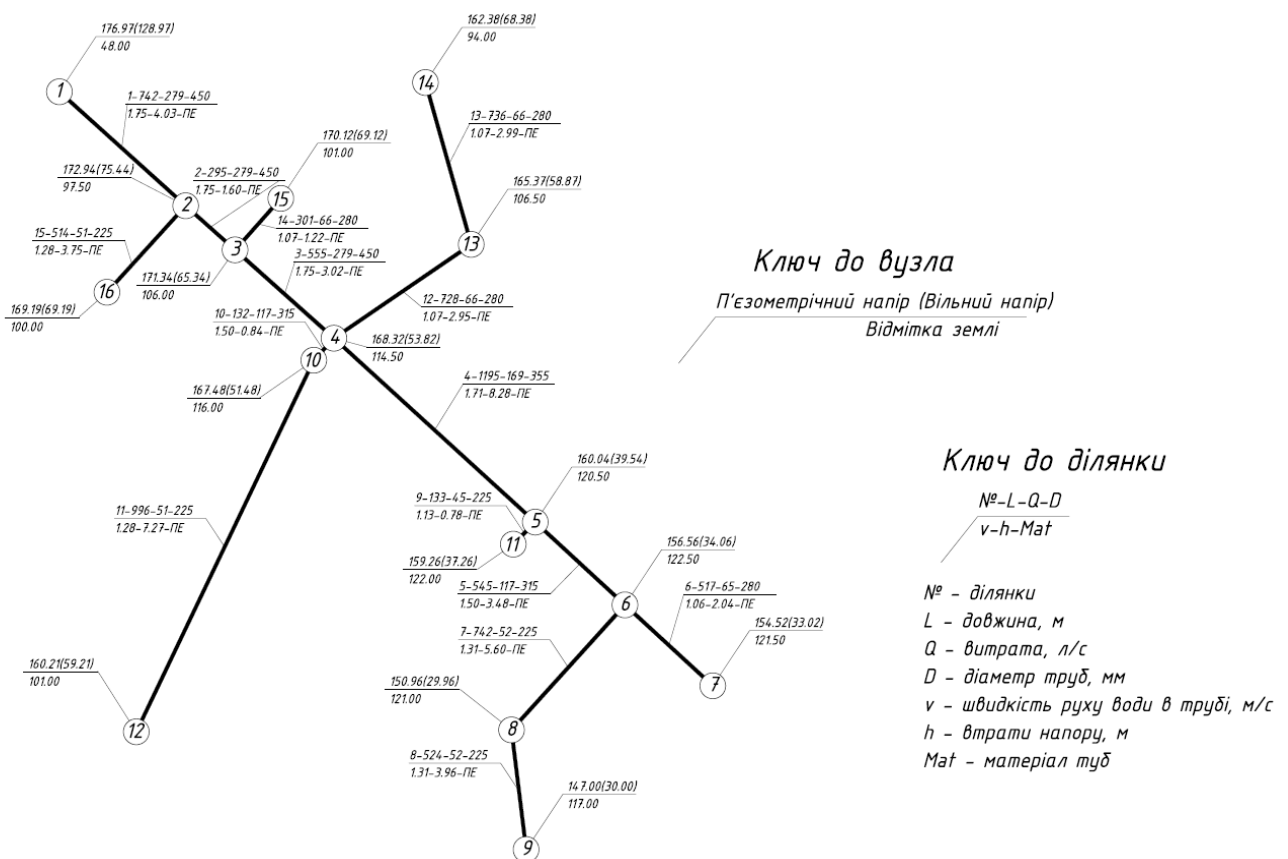 176.97(128.97)
48.00
1
1-742-279-450
1.75-4.03-ПЕ
162.38(68.38)
94.00
14
13-736-66-280
1.07-2.99-ПЕ
170.12(69.12)
101.00
172.94(75.44)
97.50
2-295-279-450
1.75-1.60-ПЕ
2
15
165.37(58.87)
106.50
13
15-514-51-225
1.28-3.75-ПЕ
14-301-66-280
1.07-1.22-ПЕ
3
3-555-279-450
1.75-3.02-ПЕ
16
171.34(65.34)
106.00
169.19(69.19)
100.00
12-728-66-280
1.07-2.95-ПЕ
10-132-117-315
1.50-0.84-ПЕ
4
168.32(53.82)
114.50
10
167.48(51.48)
116.00
4-1195-169-355
1.71-8.28-ПЕ
160.04(39.54)
120.50
9-133-45-225
1.13-0.78-ПЕ
5
11
11-996-51-225
1.28-7.27-ПЕ
159.26(37.26)
122.00
156.56(34.06)
122.50
5-545-117-315
1.50-3.48-ПЕ
6
6-517-65-280
1.06-2.04-ПЕ
154.52(33.02)
121.50
7
7-742-52-225
1.31-5.60-ПЕ
160.21(59.21)
101.00
12
150.96(29.96)
121.00
8
8-524-52-225
1.31-3.96-ПЕ
147.00(30.00)
117.00
9
Ключ до вузла
П'єзометрічний напір (Вільний напір)
Відмітка землі
Ключ до ділянки
№-L-Q-D
v-h-Mat
№ - ділянки
L - довжина, м
Q - витрата, л/с
D - діаметр труб, мм
v - швидкість руху води в трубі, м/с
h - втрати напору, м
Mat - матеріал туб